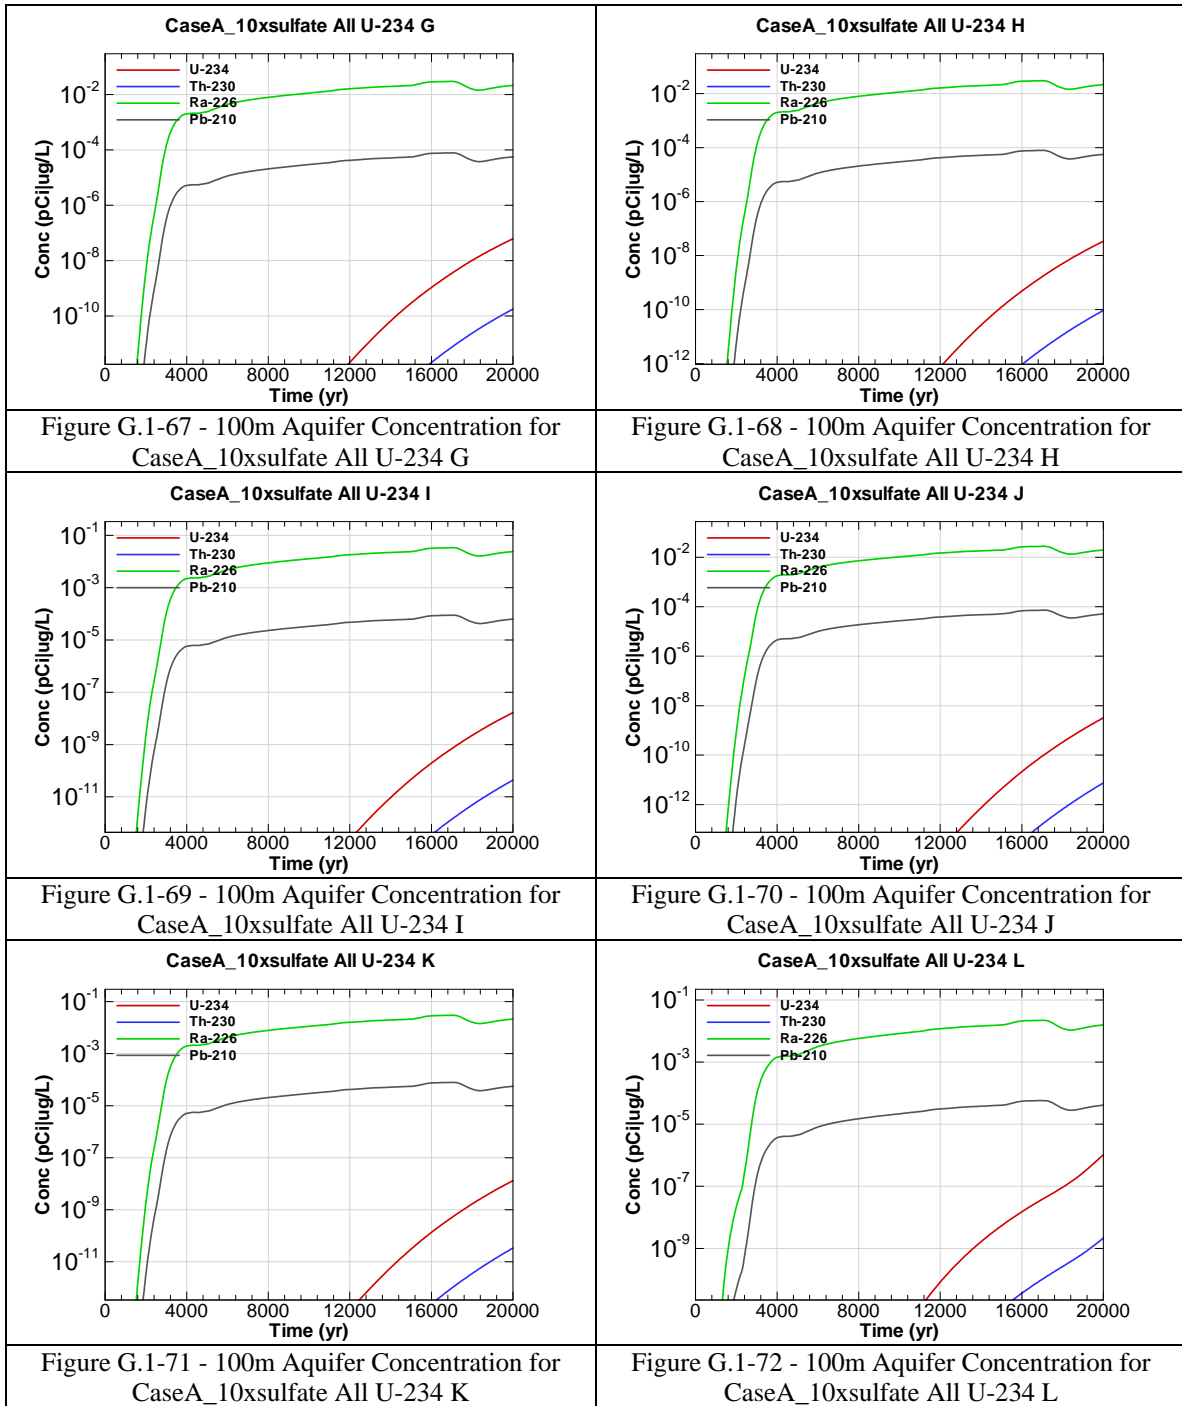 CaseA_10xsulfate All U-234 G
U-234
Th-230
Ra-226
Pb-210
10-2
10-4
10-6
10-8
10-10
Conc (pCi|ug/L)
0 4000 8000 12000 16000 20000
Time (yr)
Figure G.1-67 - 100m Aquifer Concentration for
CaseA_10xsulfate All U-234 G
CaseA_10xsulfate All U-234 H
U-234
Th-230
Ra-226
Pb-210
10-2
10-4
10-6
10-8
10-10
10-12
Conc (pCi|ug/L)
0 4000 8000 12000 16000 20000
Time (yr)
Figure G.1-68 - 100m Aquifer Concentration for
CaseA_10xsulfate All U-234 H
CaseA_10xsulfate All U-234 I
U-234
Th-230
Ra-226
Pb-210
10-1
10-3
10-5
10-7
10-9
10-11
Conc (pCi|ug/L)
0 4000 8000 12000 16000 20000
Time (yr)
Figure G.1-69 - 100m Aquifer Concentration for
CaseA_10xsulfate All U-234 I
CaseA_10xsulfate All U-234 J
U-234
Th-230
Ra-226
Pb-210
10-2
10-4
10-6
10-8
10-10
10-12
Conc (pCi|ug/L)
0 4000 8000 12000 16000 20000
Time (yr)
Figure G.1-70 - 100m Aquifer Concentration for
CaseA_10xsulfate All U-234 J
CaseA_10xsulfate All U-234 K
U-234
Th-230
Ra-226
Pb-210
10-1
10-3
10-5
10-7
10-9
10-11
Conc (pCi|ug/L)
0 4000 8000 12000 16000 20000
Time (yr)
Figure G.1-71 - 100m Aquifer Concentration for
CaseA_10xsulfate All U-234 K
CaseA_10xsulfate All U-234 L
U-234
Th-230
Ra-226
Pb-210
10-1
10-3
10-5
10-7
10-9
Conc (pCi|ug/L)
0 4000 8000 12000 16000 20000
Time (yr)
Figure G.1-72 - 100m Aquifer Concentration for
CaseA_10xsulfate All U-234 L